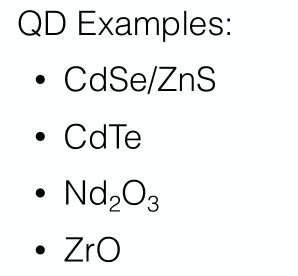 QD Examples:
• CdSe/ZnS
• CdTe
• Nd₂O₃
• ZrO